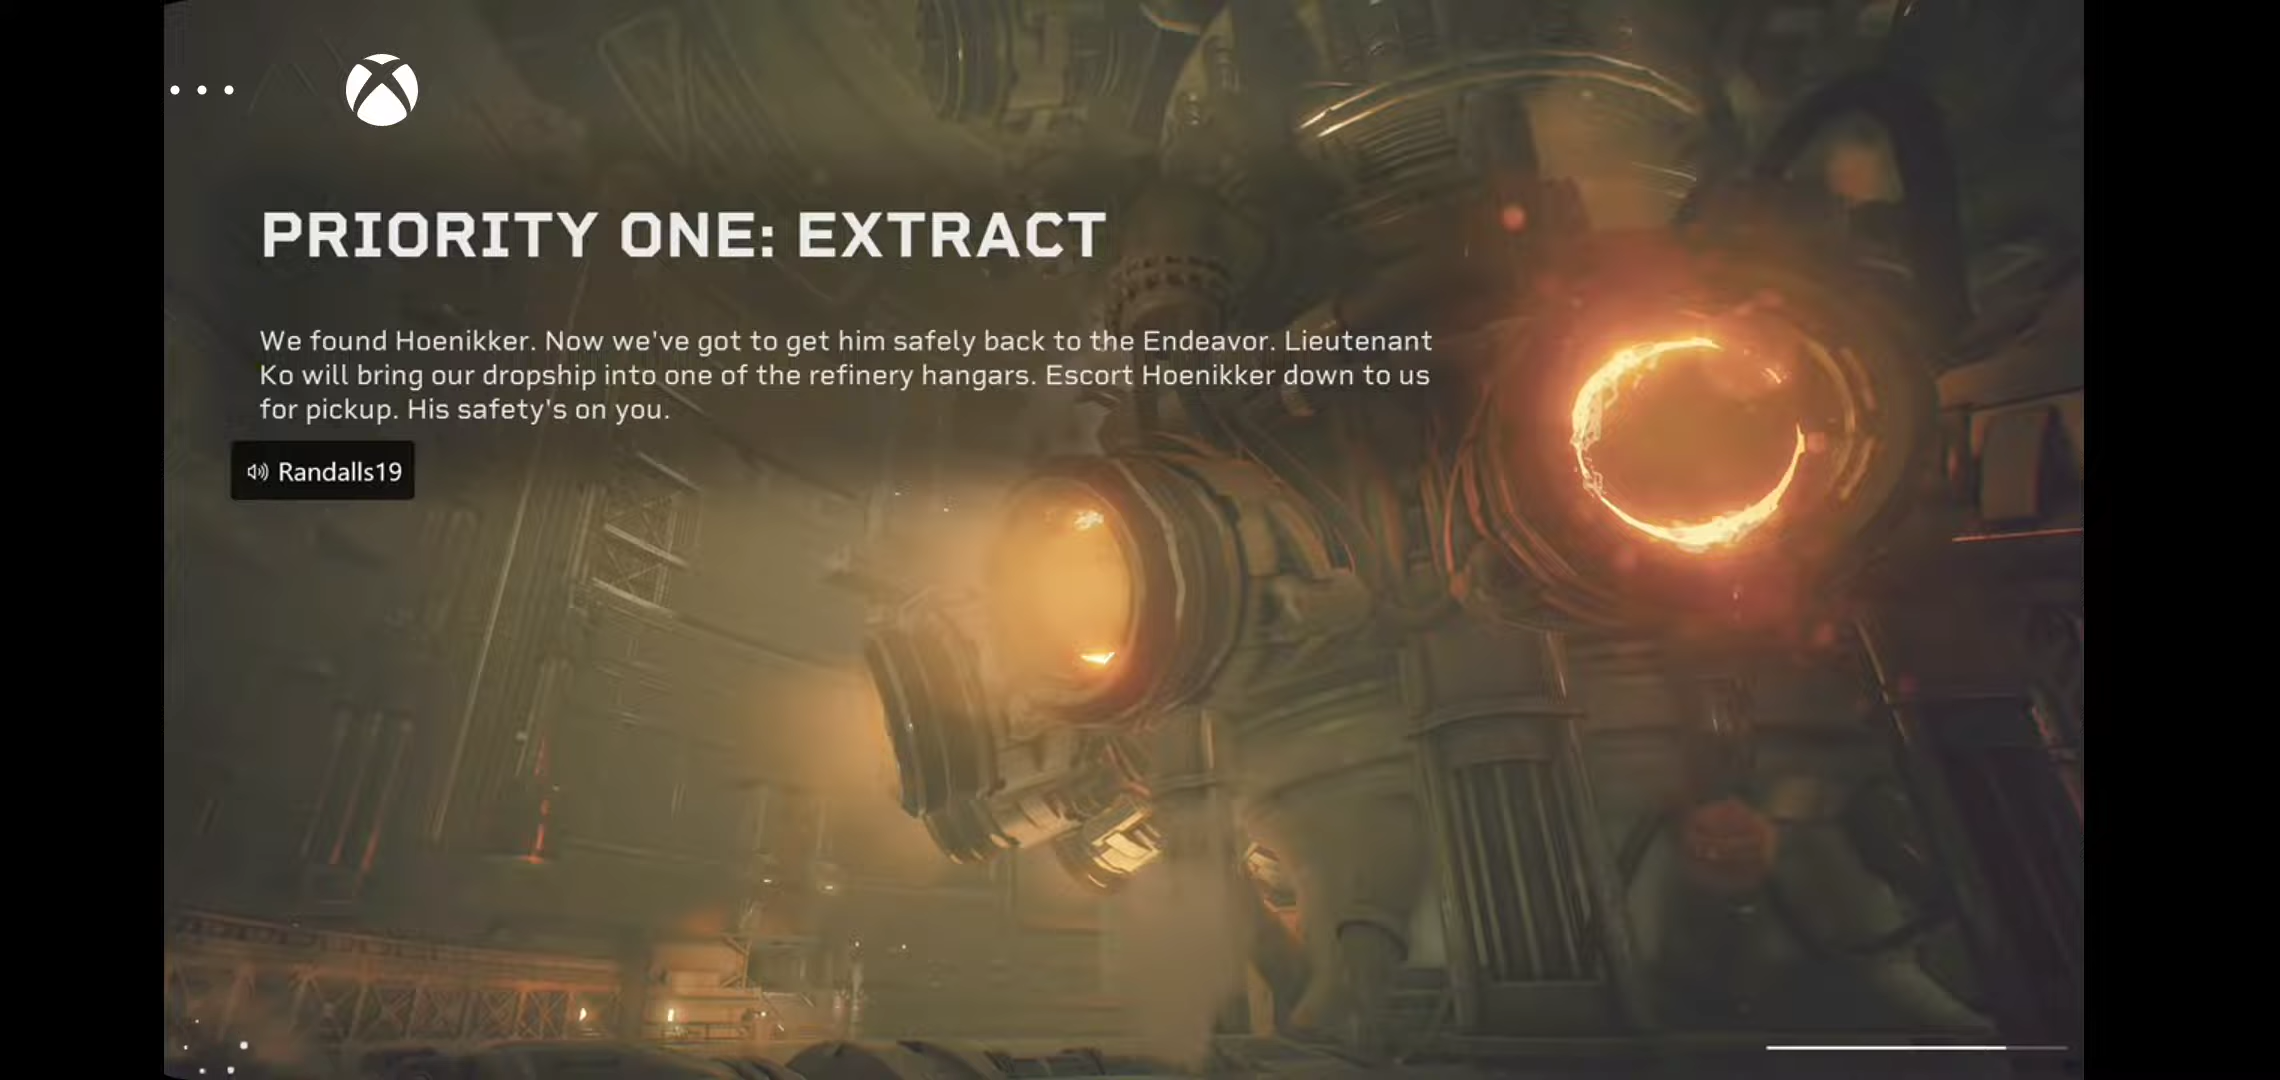 PRIORITY ONE: EXTRACT
We found Hoenikker. Now we've got to get him safely back to the Endeavor. Lieutenant
Ko will bring our dropship into one of the refinery hangars. Escort Hoenikker down to us
for pickup. His safety's on you.
Randalls19